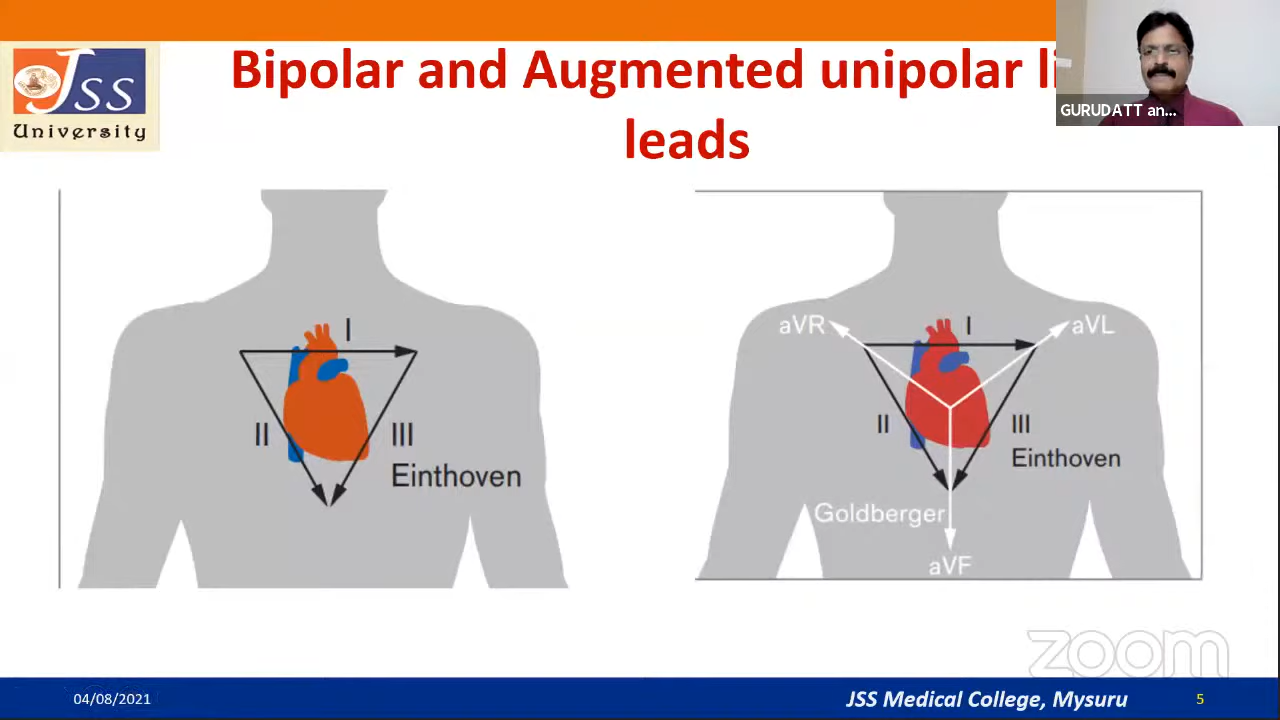 JSS
University
Bipolar and Augmented unipolar
leads
GURUDATT an...
I
II
III
Einthoven
aVR
I
aVL
II
III
Einthoven
Goldberger
aVF
zoom
04/08/2021
JSS Medical College, Mysuru
5